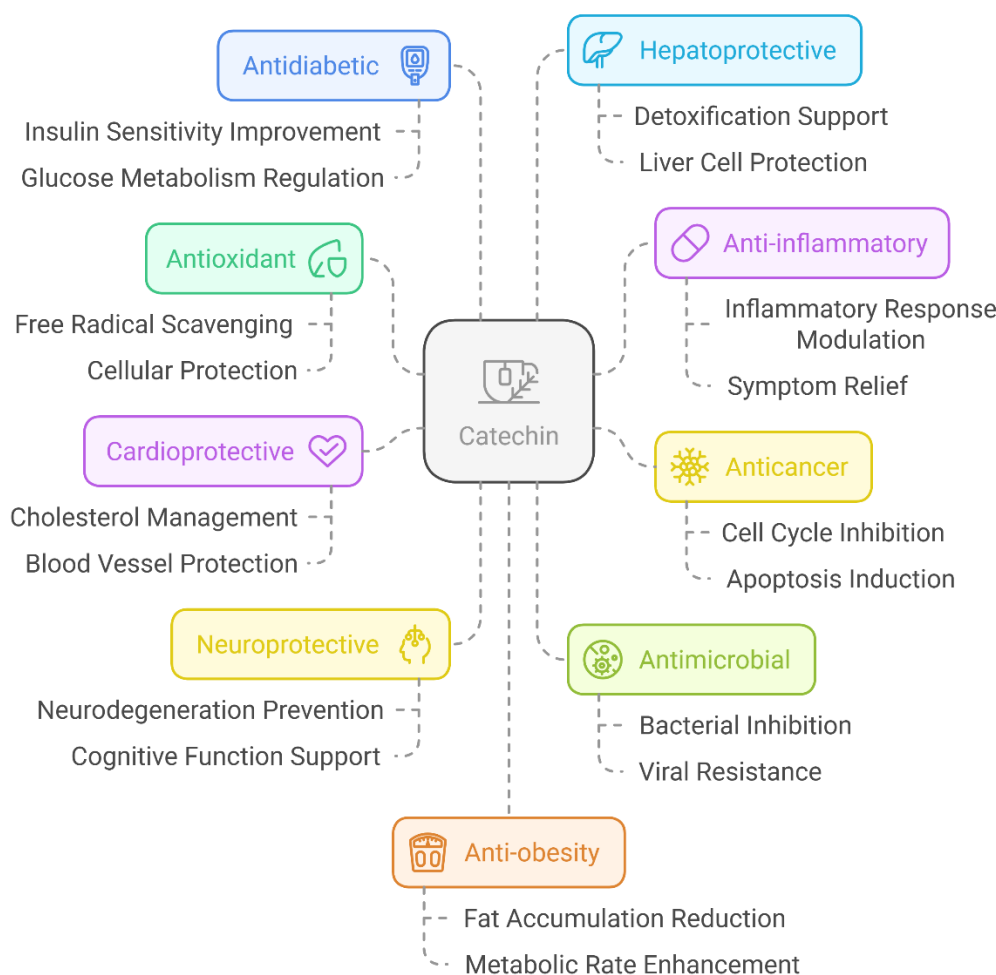 Antidiabetic
Insulin Sensitivity Improvement
Glucose Metabolism Regulation
Hepatoprotective
Detoxification Support
Liver Cell Protection
Antioxidant
Free Radical Scavenging
Cellular Protection
Anti-inflammatory
Inflammatory Response
Modulation
Symptom Relief
Catechin
Cardioprotective
Cholesterol Management
Blood Vessel Protection
Anticancer
Cell Cycle Inhibition
Apoptosis Induction
Neuroprotective
Neurodegeneration Prevention
Cognitive Function Support
Antimicrobial
Bacterial Inhibition
Viral Resistance
Anti-obesity
Fat Accumulation Reduction
Metabolic Rate Enhancement